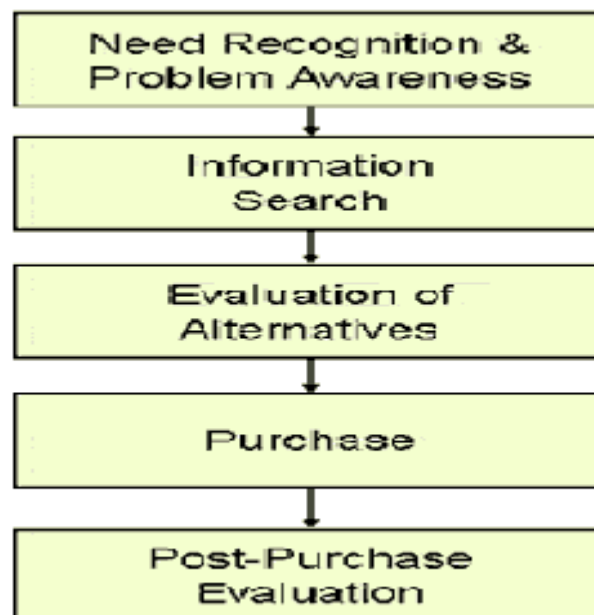 Need Recognition &
Problem Awareness
Information
Search
Evaluation of
Alternatives
Purchase
Post-Purchase
Evaluation